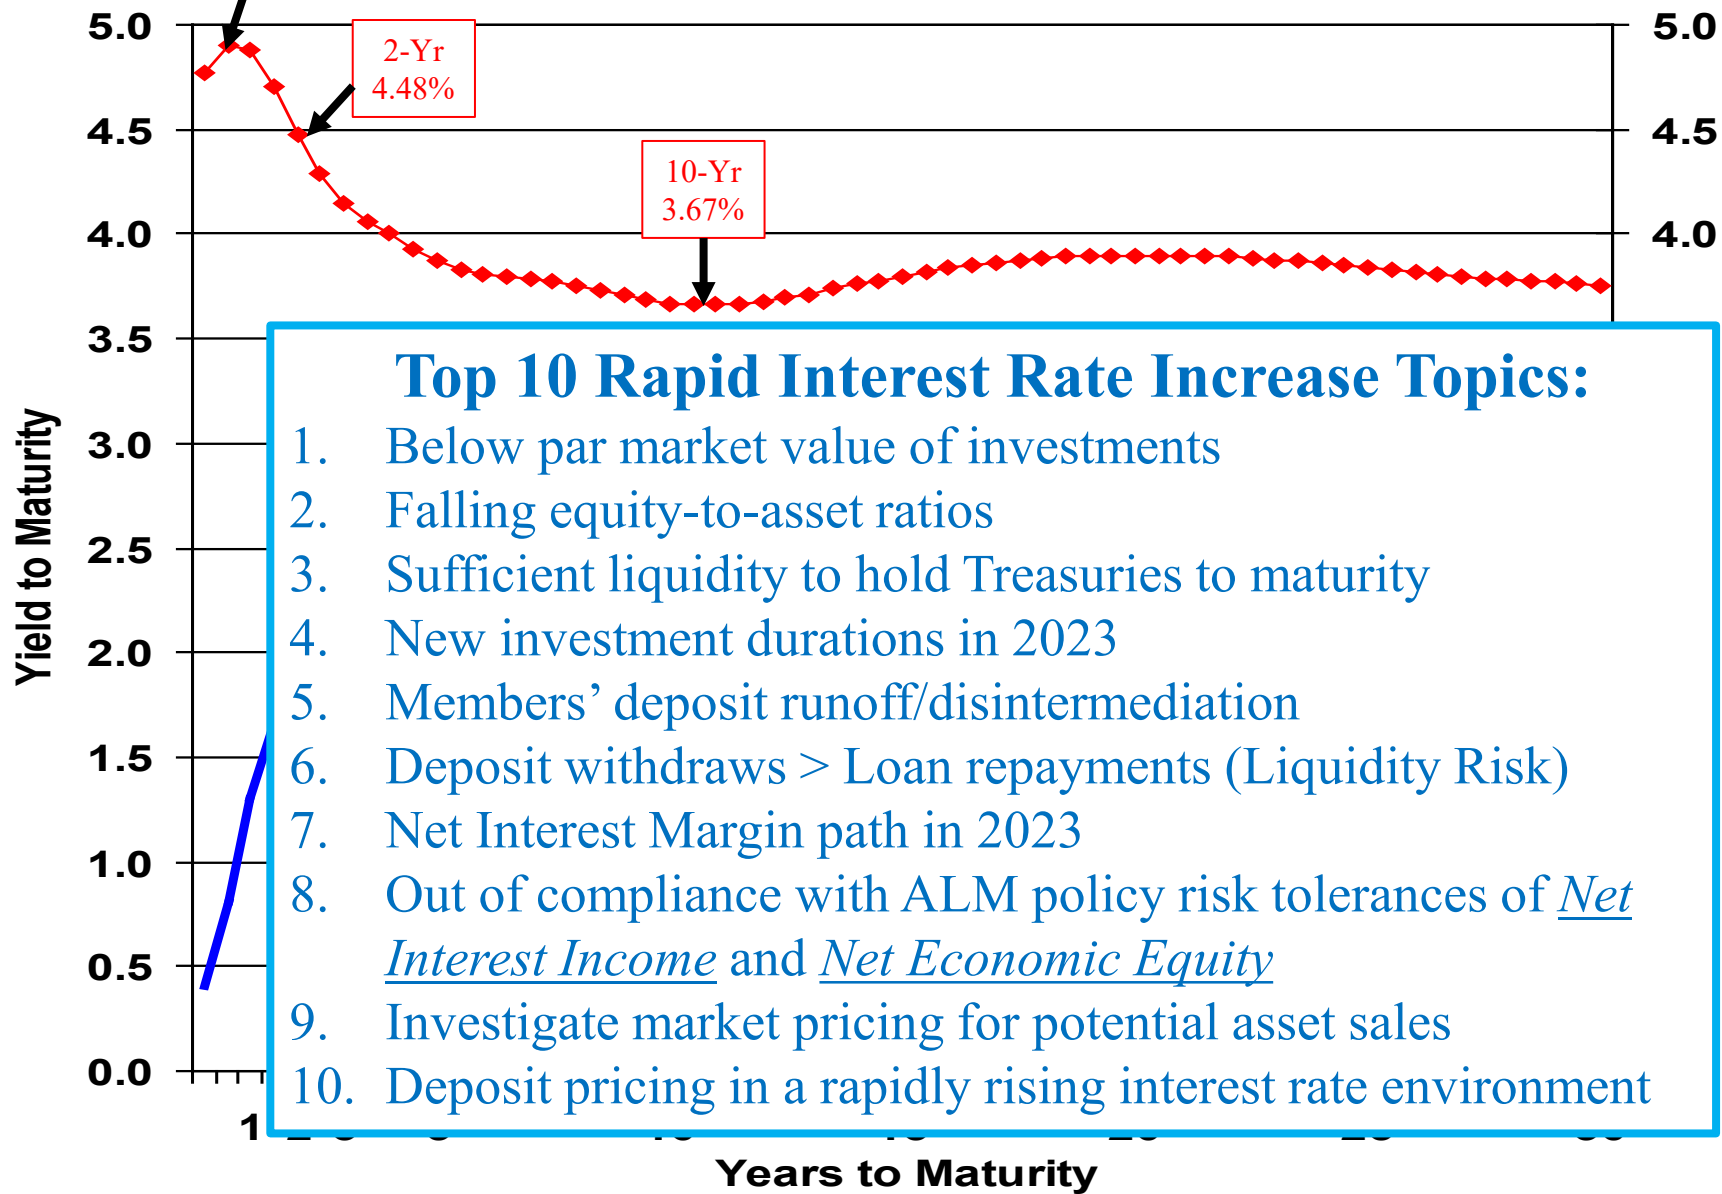 5.0
5.0
2-Yr
4.48%
4.5
4.5
10-Yr
3.67%
4.0
4.0
3.5
Top 10 Rapid Interest Rate Increase Topics:
1. Below par market value of investments
2. Falling equity-to-asset ratios
3. Sufficient liquidity to hold Treasuries to maturity
4. New investment durations in 2023
5. Members’ deposit runoff/disintermediation
6. Deposit withdraws > Loan repayments (Liquidity Risk)
7. Net Interest Margin path in 2023
8. Out of compliance with ALM policy risk tolerances of Net
Interest Income and Net Economic Equity
9. Investigate market pricing for potential asset sales
10. Deposit pricing in a rapidly rising interest rate environment
3.0
2.5
2.0
1.5
1.0
0.5
0.0
Yield to Maturity
1
Years to Maturity